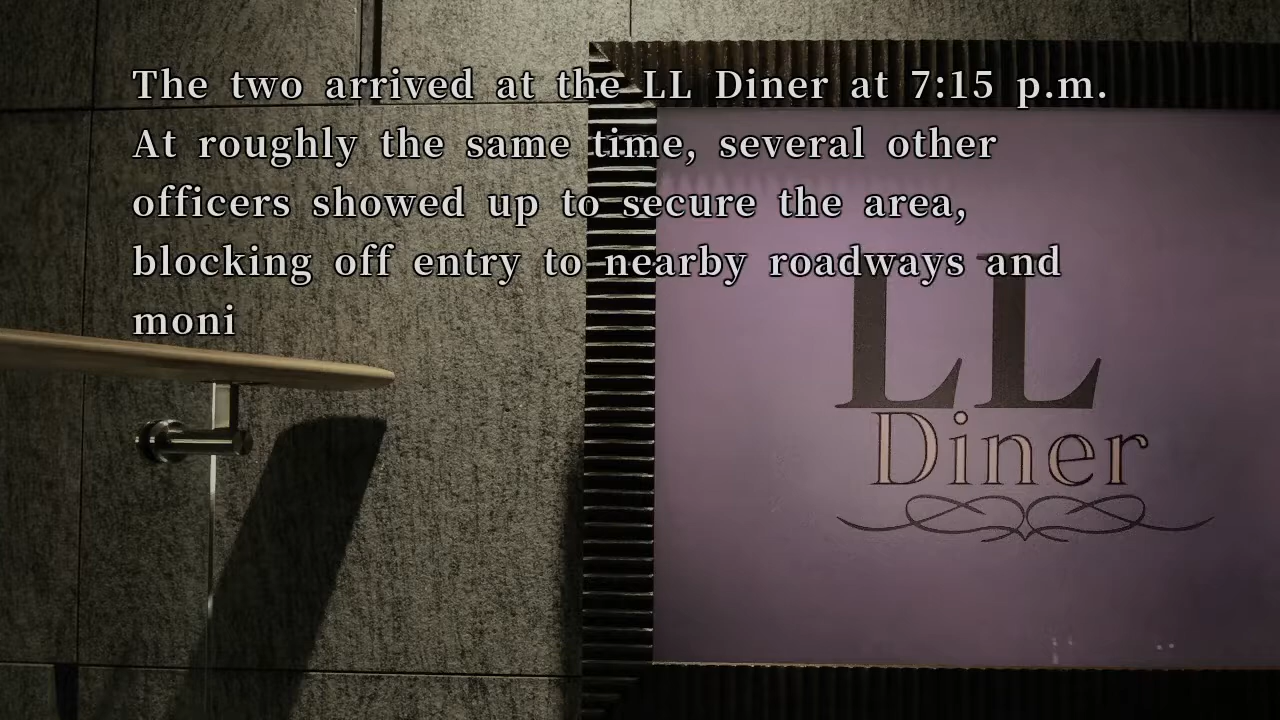 The two arrived at the LL Diner at 7:15 p.m.
At roughly the same time, several other
officers showed up to secure the area,
blocking off entry to nearby roadways and
moni
LL
Diner